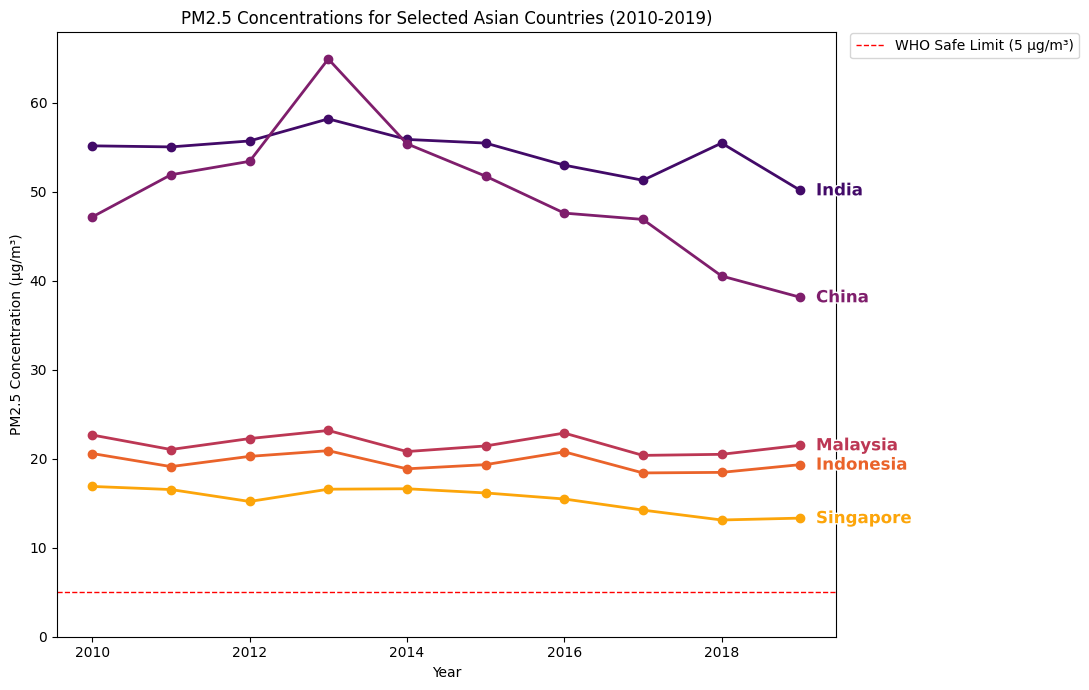 PM2.5 Concentrations for Selected Asian Countries (2010-2019)
WHO Safe Limit (5 μg/m³)
PM2.5 Concentration (μg/m³)
60
50
40
30
20
10
0
India
China
Malaysia
Indonesia
Singapore
2010
2012
2014
2016
2018
Year